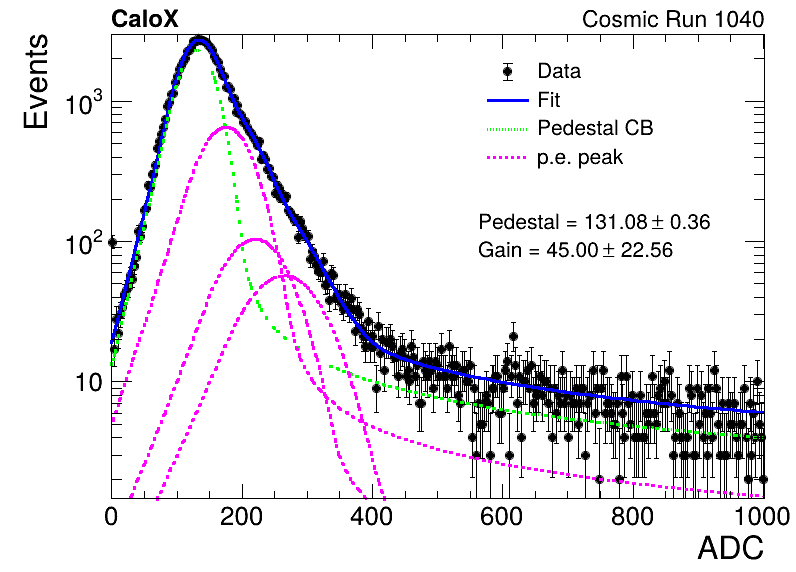 CaloX Cosmic Run 1040
Events
10³
10²
10
Data
Fit
Pedestal CB
p.e. peak
Pedestal = 131.08 ± 0.36
Gain = 45.00 ± 22.56
0 200 400 600 800 1000
ADC